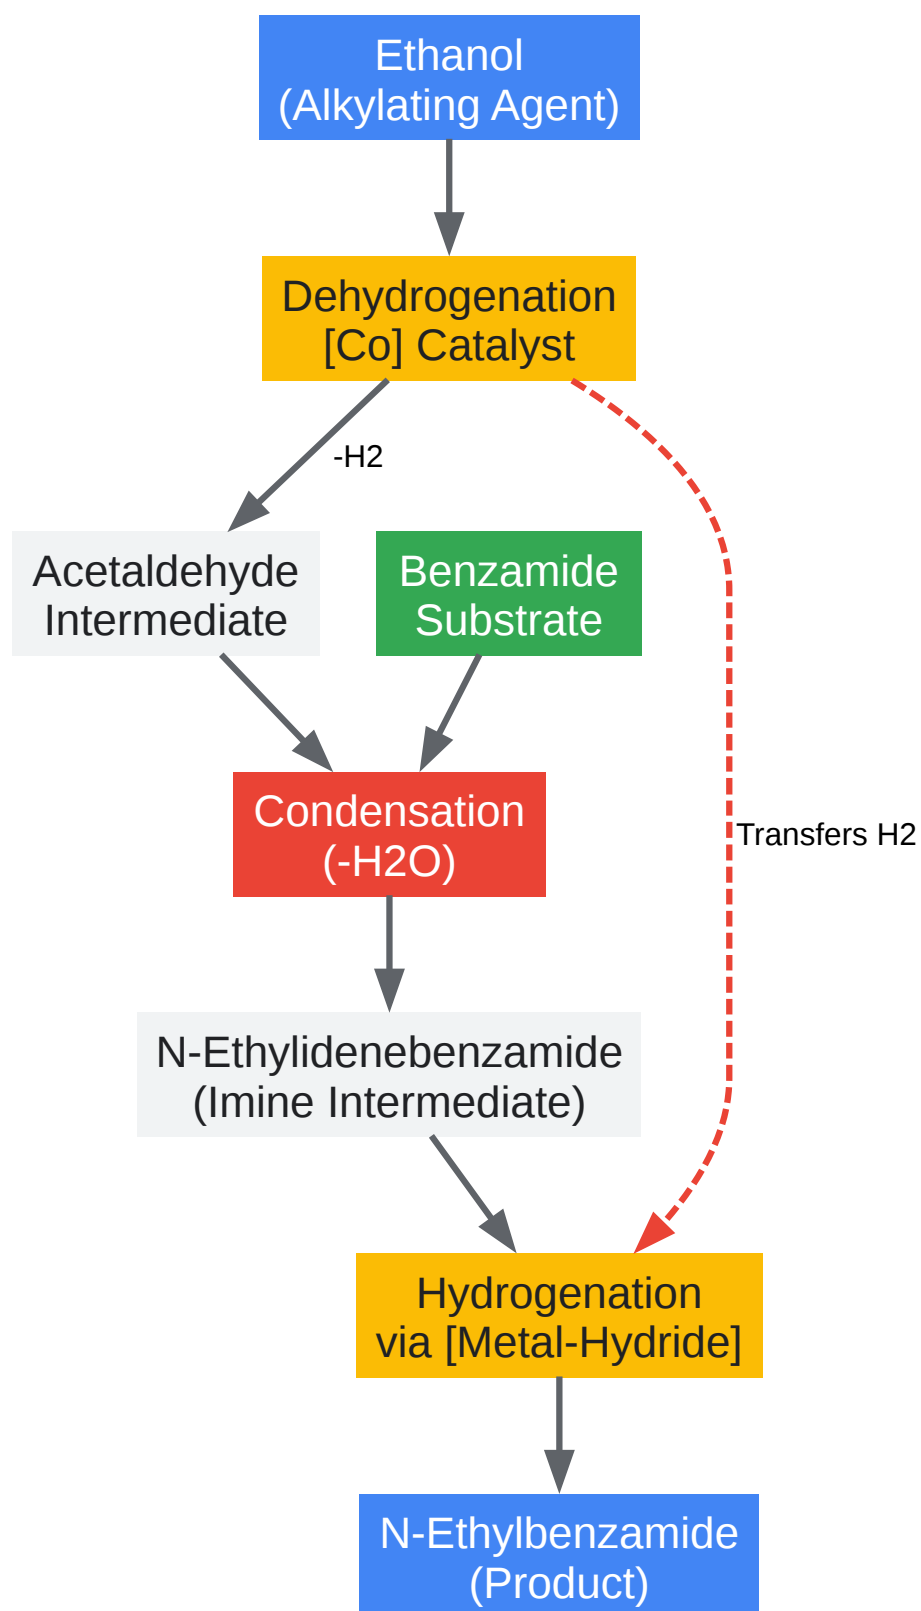 Ethanol
(Alkylating Agent)
Dehydrogenation
[Co] Catalyst
-H2
Acetaldehyde
Intermediate
Benzamide
Substrate
Condensation
(-H2O)
Transfers H2
N-Ethylidenebenzamide
(Imine Intermediate)
Hydrogenation
via [Metal-Hydride]
N-Ethylbenzamide
(Product)